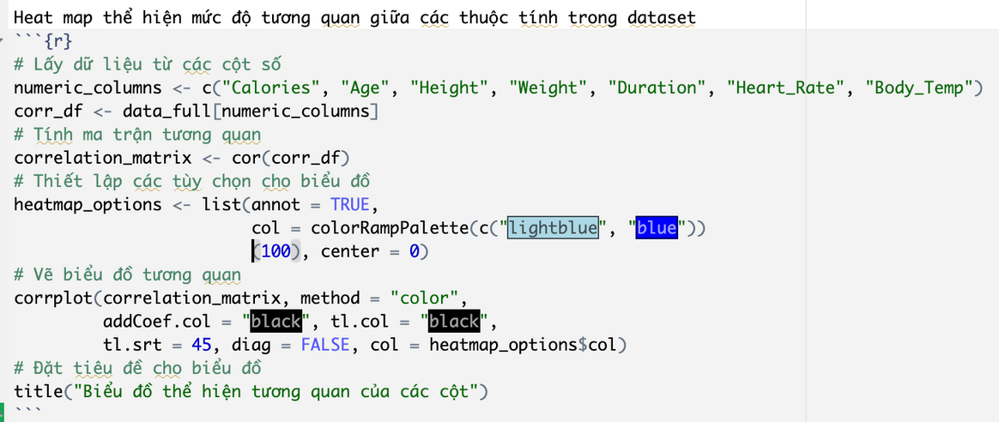 Heat map thể hiện mức độ tương quan giữa các thuộc tính trong dataset
```{r}
# Lấy dữ liệu từ các cột số
numeric_columns <- c("Calories", "Age", "Height", "Weight", "Duration", "Heart_Rate", "Body_Temp")
corr_df <- data_full[numeric_columns]
# Tính ma trận tương quan
correlation_matrix <- cor(corr_df)
# Thiết lập các tùy chọn cho biểu đồ
heatmap_options <- list(annot = TRUE,
                        col = colorRampPalette(c("lightblue", "blue"))
                        (100), center = 0)
# Vẽ biểu đồ tương quan
corrplot(correlation_matrix, method = "color",
         addCoef.col = "black", tl.col = "black",
         tl.srt = 45, diag = FALSE, col = heatmap_options$col)
# Đặt tiêu đề cho biểu đồ
title("Biểu đồ thể hiện tương quan của các cột")
```